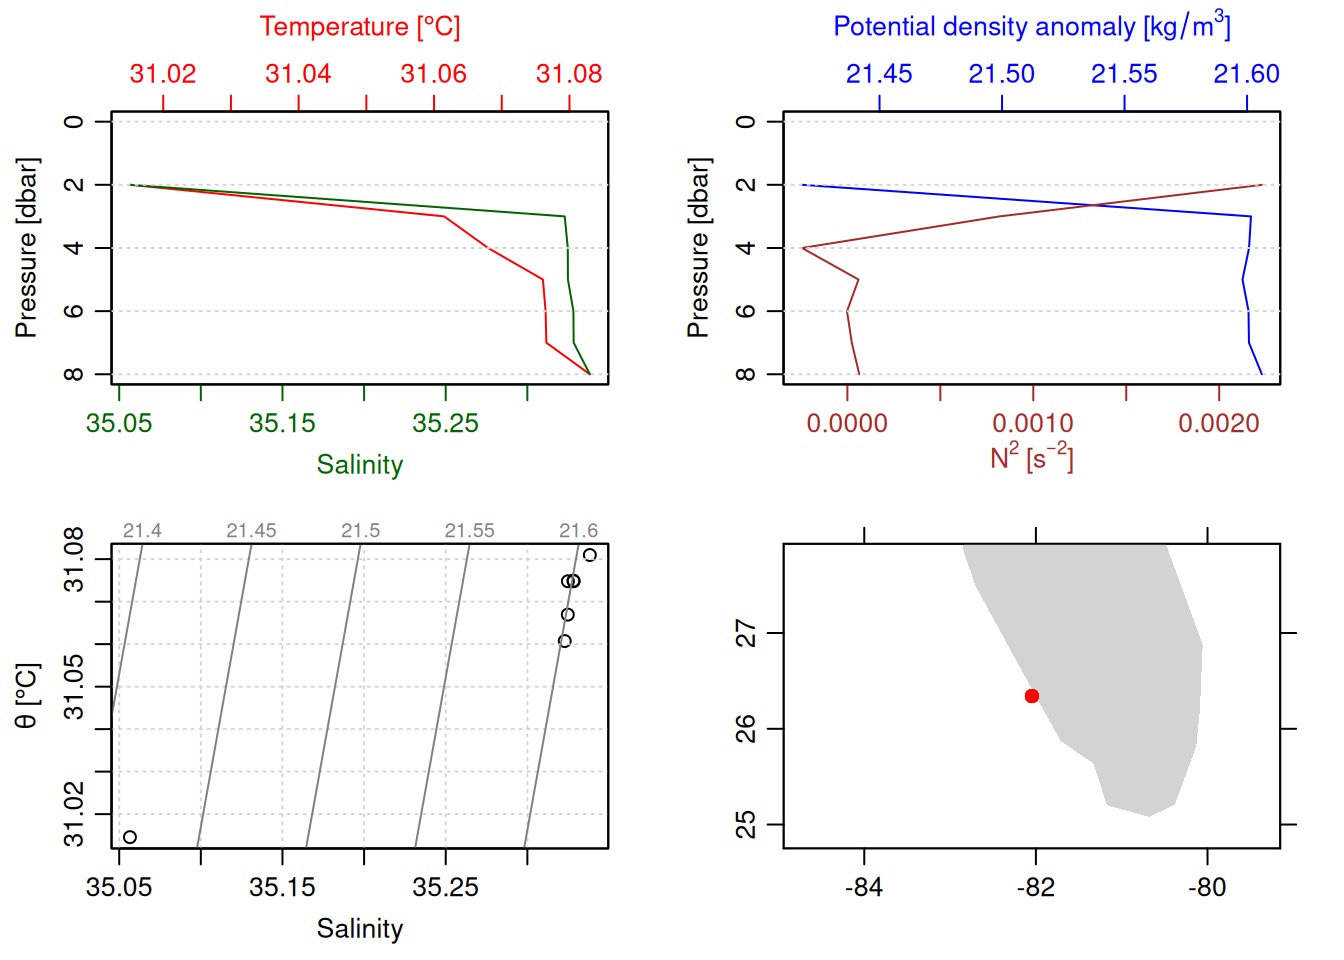 Temperature [°C]
31.02 31.04 31.06 31.08
Pressure [dbar]
0
2
4
6
8
35.05 35.15 35.25
Salinity
Potential density anomaly [kg/m³]
21.45 21.50 21.55 21.60
Pressure [dbar]
0
2
4
6
8
0.0000 0.0010 0.0020
N² [s⁻²]
21.4 21.45 21.5 21.55 21.6
θ [°C]
31.08
31.05
31.02
35.05 35.15 35.25
Salinity
27
26
25
-84 -82 -80